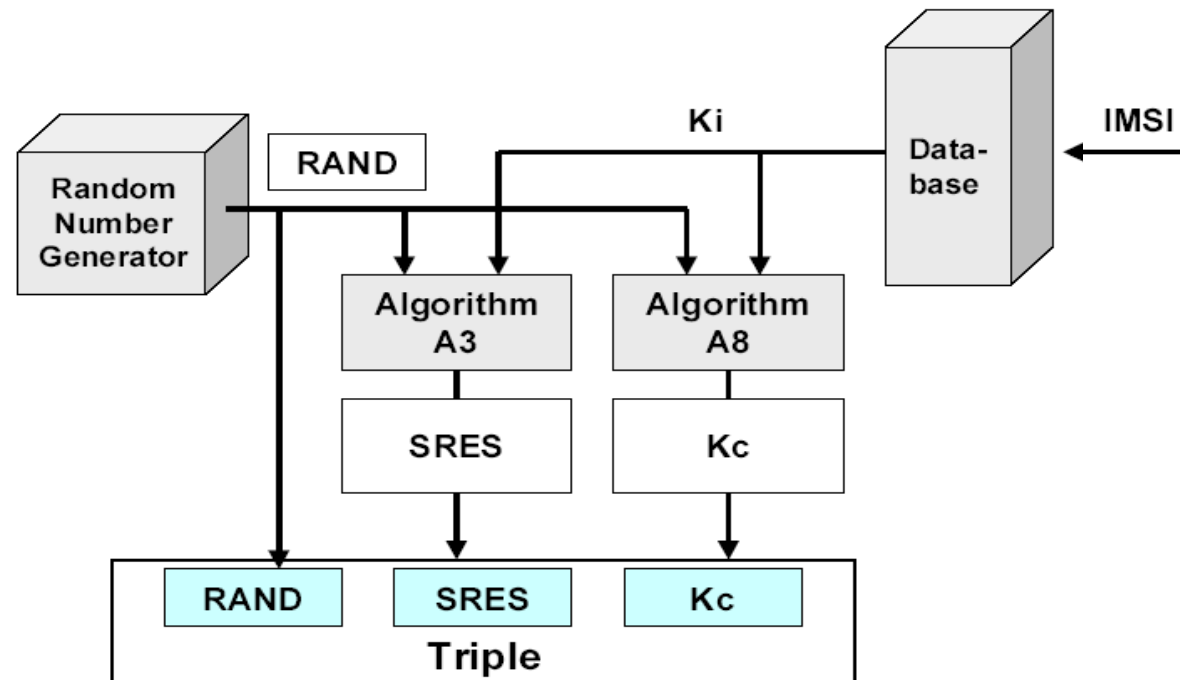 Ki
IMSI
RAND
Data-
base
Random
Number
Generator
Algorithm
A3
Algorithm
A8
SRES
Kc
RAND
SRES
Kc
Triple